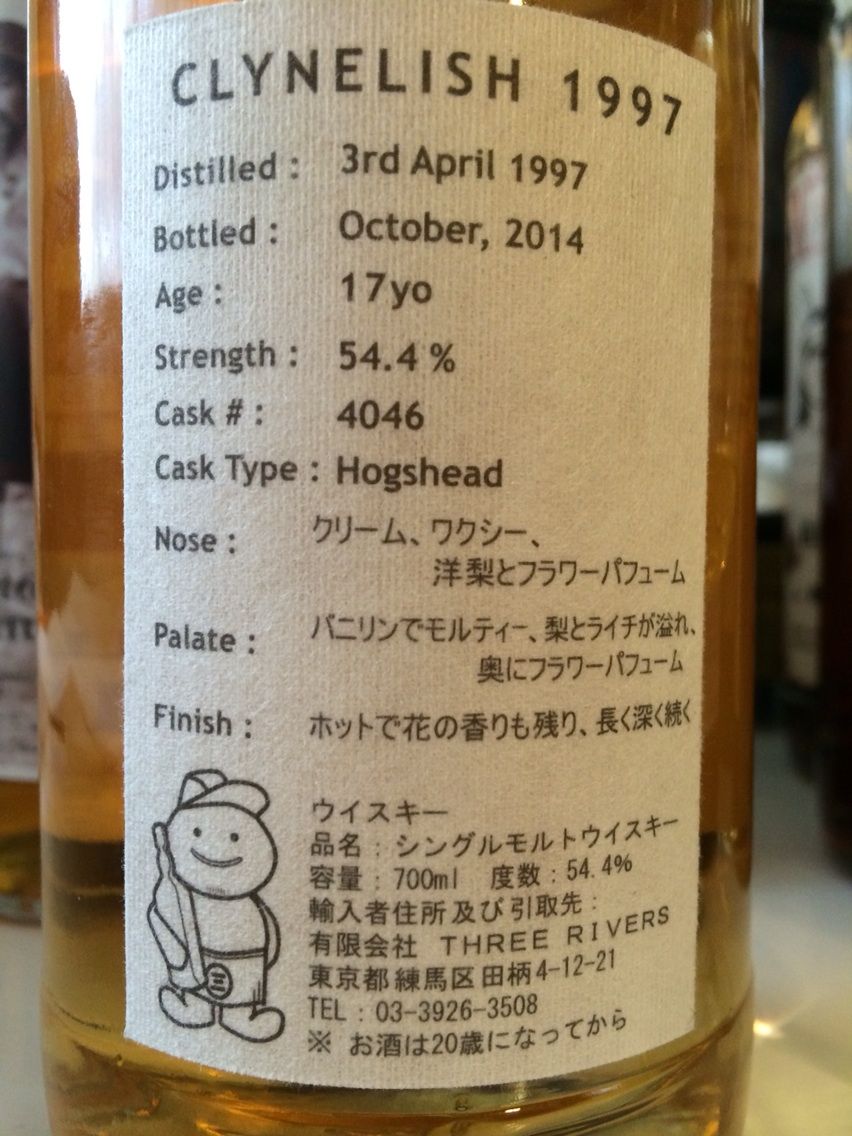 CLYNELISH 1997
Distilled : 3rd April 1997
Bottled : October, 2014
Age : 17yo
Strength : 54.4 %
Cask # : 4046
Cask Type : Hogshead
Nose : クリーム、ワクシー、
洋梨とフラワーパフューム
Palate : バニリンでモルティー、梨とライチが溢れ、
奥にフラワーパフューム
Finish : ホットで花の香りも残り、長く深く続く
ウイスキー
品名：シングルモルトウイスキー
容量：700ml 度数：54.4%
輸入者住所及び引取先：
有限会社 THREE RIVERS
東京都練馬区田柄4-12-21
TEL：03-3926-3508
※ お酒は20歳になってから
三